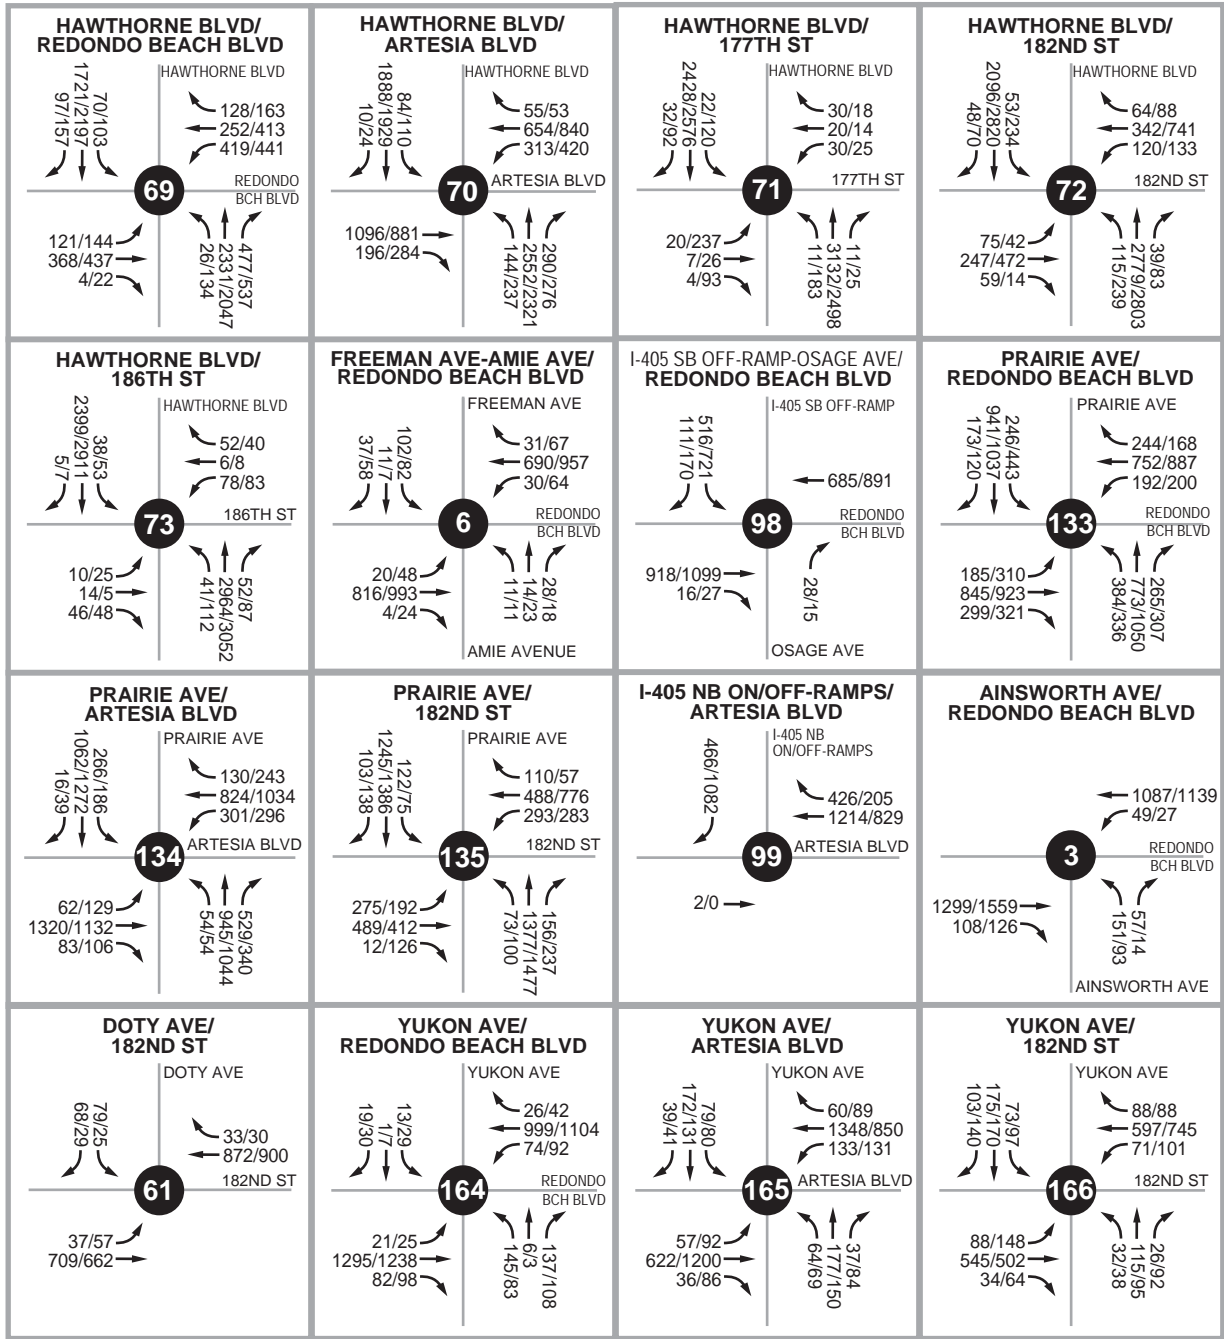 HAWTHORNE BLVD/
REDONDO BEACH BLVD
HAWTHORNE BLVD
97/157
1721/2197
70/103
128/163
252/413
419/441
69
REDONDO
BCH BLVD
121/144
368/437
4/22
26/134
2331/2047
477/537
HAWTHORNE BLVD/
ARTESIA BLVD
HAWTHORNE BLVD
10/24
1888/1929
84/110
55/53
654/840
313/420
70
ARTESIA BLVD
1096/881
196/284
144/237
2552/2321
290/276
HAWTHORNE BLVD/
177TH ST
HAWTHORNE BLVD
32/92
2428/2576
22/120
30/18
20/14
30/25
71
177TH ST
20/237
7/26
4/93
11/183
3132/2498
11/25
HAWTHORNE BLVD/
182ND ST
HAWTHORNE BLVD
48/70
2096/2820
53/234
64/88
342/741
120/133
72
182ND ST
75/42
247/472
59/14
115/239
2779/2803
39/83
HAWTHORNE BLVD/
186TH ST
HAWTHORNE BLVD
5/7
2399/2911
38/53
52/40
6/8
78/83
73
186TH ST
10/25
14/5
46/48
41/112
2964/3052
52/87
FREEMAN AVE-AMIE AVE/
REDONDO BEACH BLVD
FREEMAN AVE
37/58
11/7
102/82
31/67
690/957
30/64
6
REDONDO
BCH BLVD
20/48
816/993
4/24
11/11
14/23
28/18
AMIE AVENUE
I-405 SB OFF-RAMP-OSAGE AVE/
REDONDO BEACH BLVD
I-405 SB OFF-RAMP
111/170
516/721
685/891
98
REDONDO
BCH BLVD
918/1099
16/27
28/15
OSAGE AVE
PRAIRIE AVE/
REDONDO BEACH BLVD
PRAIRIE AVE
173/120
941/1037
246/443
244/168
752/887
192/200
133
REDONDO
BCH BLVD
185/310
845/923
299/321
384/336
773/1050
265/307
PRAIRIE AVE/
ARTESIA BLVD
PRAIRIE AVE
16/39
1062/1272
266/186
130/243
824/1034
301/296
134
ARTESIA BLVD
62/129
1320/1132
83/106
54/54
945/1044
529/340
PRAIRIE AVE/
182ND ST
PRAIRIE AVE
103/138
1245/1386
122/75
110/57
488/776
293/283
135
182ND ST
275/192
489/412
12/126
73/100
1377/1477
156/237
I-405 NB ON/OFF-RAMPS/
ARTESIA BLVD
I-405 NB
ON/OFF-RAMPS
466/1082
426/205
1214/829
99
ARTESIA BLVD
2/0
AINSWORTH AVE/
REDONDO BEACH BLVD
1087/1139
49/27
3
REDONDO
BCH BLVD
1299/1559
108/126
151/93
57/14
AINSWORTH AVE
DOTY AVE/
182ND ST
DOTY AVE
68/29
79/25
33/30
872/900
61
182ND ST
37/57
709/662
YUKON AVE/
REDONDO BEACH BLVD
YUKON AVE
19/30
1/7
13/29
26/42
999/1104
74/92
164
REDONDO
BCH BLVD
21/25
1295/1238
82/98
145/83
6/3
137/108
YUKON AVE/
ARTESIA BLVD
YUKON AVE
39/41
172/131
79/80
60/89
1348/850
133/131
165
ARTESIA BLVD
57/92
622/1200
36/86
64/69
177/150
37/84
YUKON AVE/
182ND ST
YUKON AVE
103/140
175/170
73/97
88/88
597/745
71/101
166
182ND ST
88/148
545/502
34/64
32/38
115/95
26/92